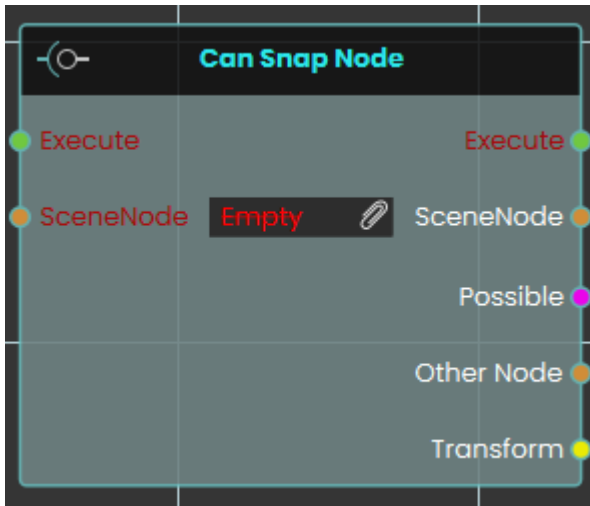 Can Snap Node
Execute Execute
SceneNode Empty SceneNode
Possible
Other Node
Transform